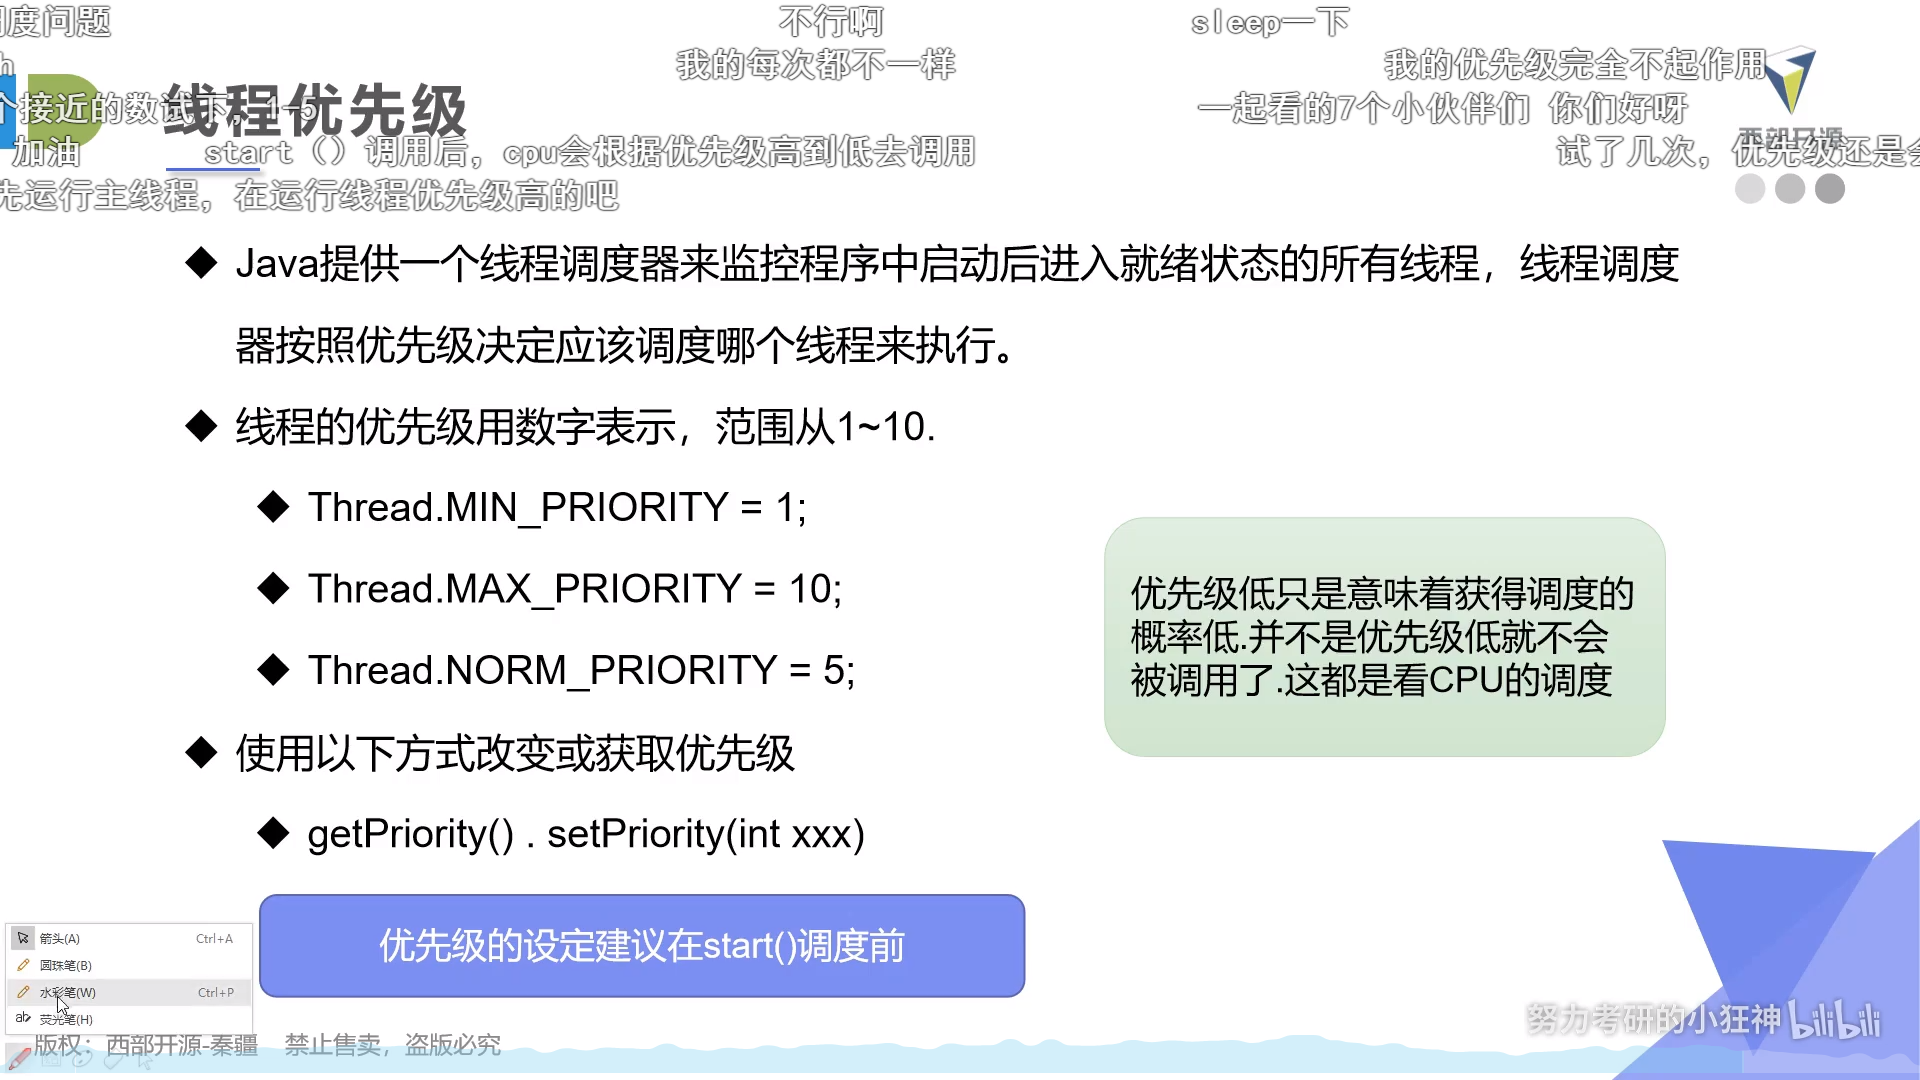 调度问题
不行啊
sleep一下
h
我的每次都不一样
我的优先级完全不起作用
个接近的数试下，1-5
线程优先级
一起看的7个小伙伴们 你们好呀
加油
start（）调用后，cpu会根据优先级高到低去调用
西部开源
试了几次，优先级还是会
先运行主线程，在运行线程优先级高的吧
◆ Java提供一个线程调度器来监控程序中启动后进入就绪状态的所有线程，线程调度
器按照优先级决定应该调度哪个线程来执行。
◆ 线程的优先级用数字表示，范围从1~10.
◆ Thread.MIN_PRIORITY = 1;
◆ Thread.MAX_PRIORITY = 10;
◆ Thread.NORM_PRIORITY = 5;
优先级低只是意味着获得调度的
概率低.并不是优先级低就不会
被调用了.这都是看CPU的调度
◆ 使用以下方式改变或获取优先级
◆ getPriority() . setPriority(int xxx)
优先级的设定建议在start()调度前
箭头(A) Ctrl+A
圆珠笔(B)
水彩笔(W) Ctrl+P
荧光笔(H)
努力考研的小狂神 bilibili
版权：西部开源-秦疆 禁止售卖，盗版必究